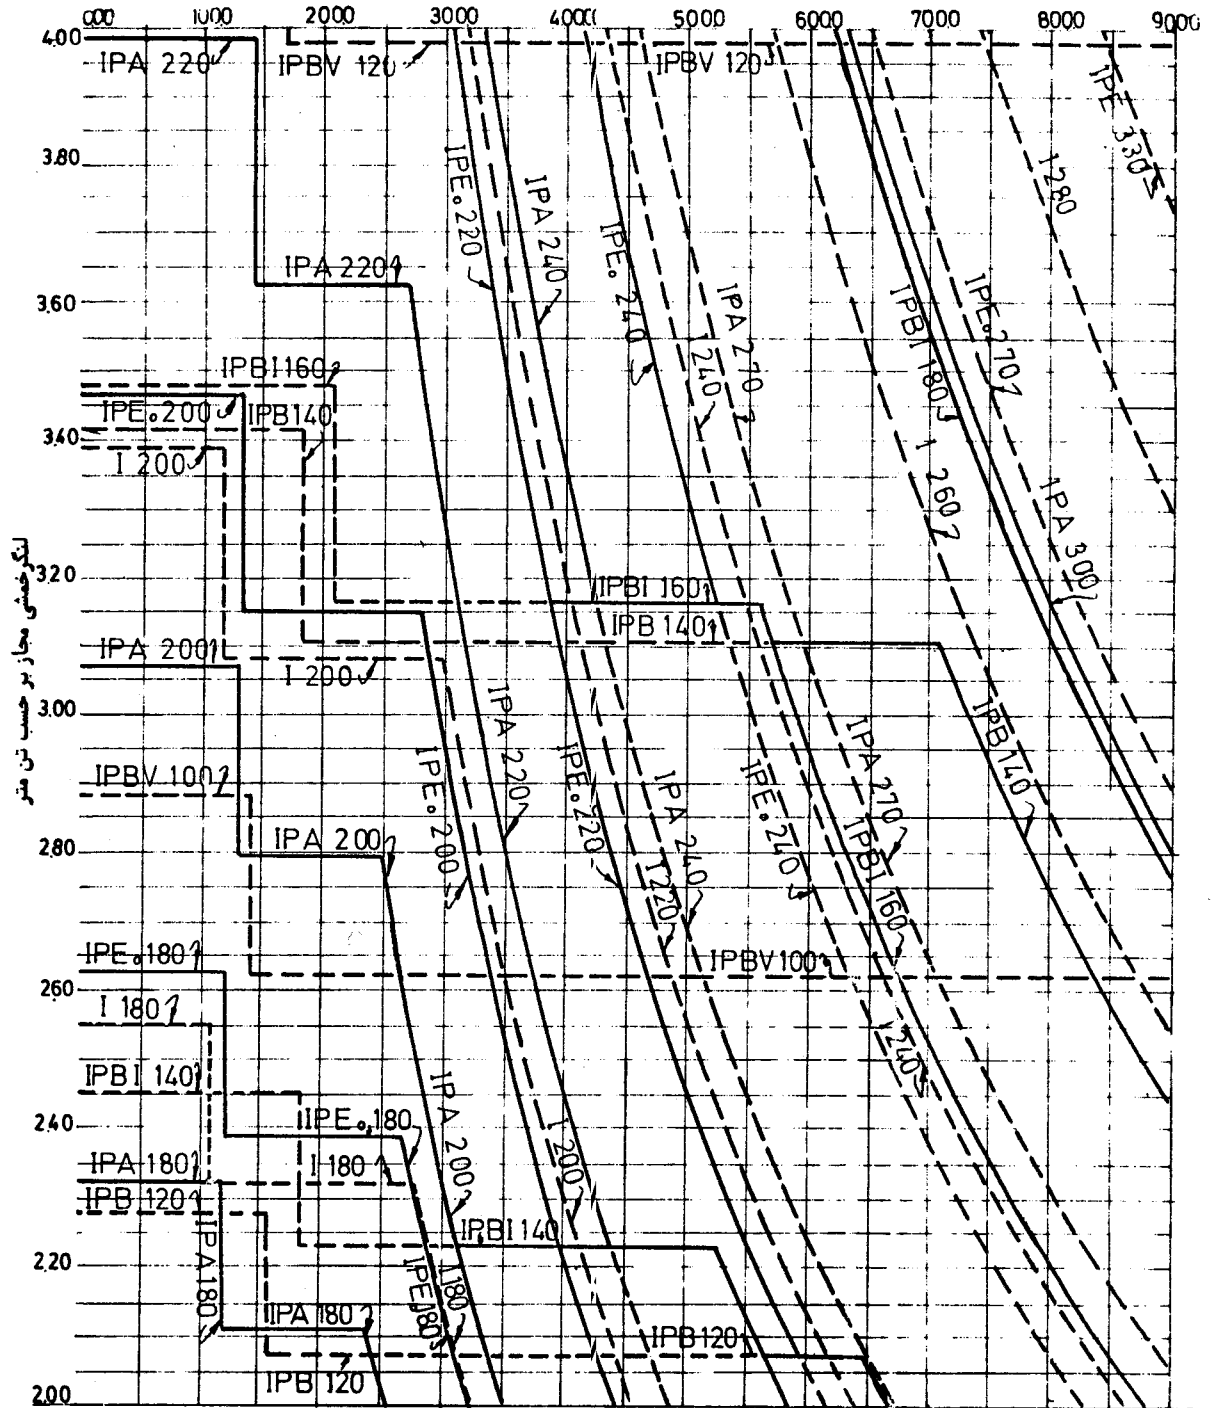 000 1000 2000 3000 4000 5000 6000 7000 8000 9000
4.00
IPA 220
IPBV 120
IPBV 120
IPE 330
3.80
IPE 220
IPA 240
IPE 240
I 280
IPA 220
3.60
IPA 270
I 240
IPBI 180
IPE 270
IPBI 160
IPE 200
IPB 140
3.40
I 200
I 260
IPA 300
لنگر خمشی مجاز بر حسب تن متر
3.20
IPBI 160
IPB 140
IPA 200
I 200
3.00
IPA 220
IPE 200
IPE 220
IPA 240
IPE 240
IPA 270
IPB 140
IPBV 100
IPA 200
2.80
IPBI 160
I 220
IPE 180
IPBV 100
2.60
I 180
I 240
IPBI 140
IPE 180
IPA 200
2.40
I 200
IPA 180
I 180
IPB 120
IPA 180
IPBI 140
2.20
IPE 180
I 180
IPA 180
IPB 120
IPB 120
2.00